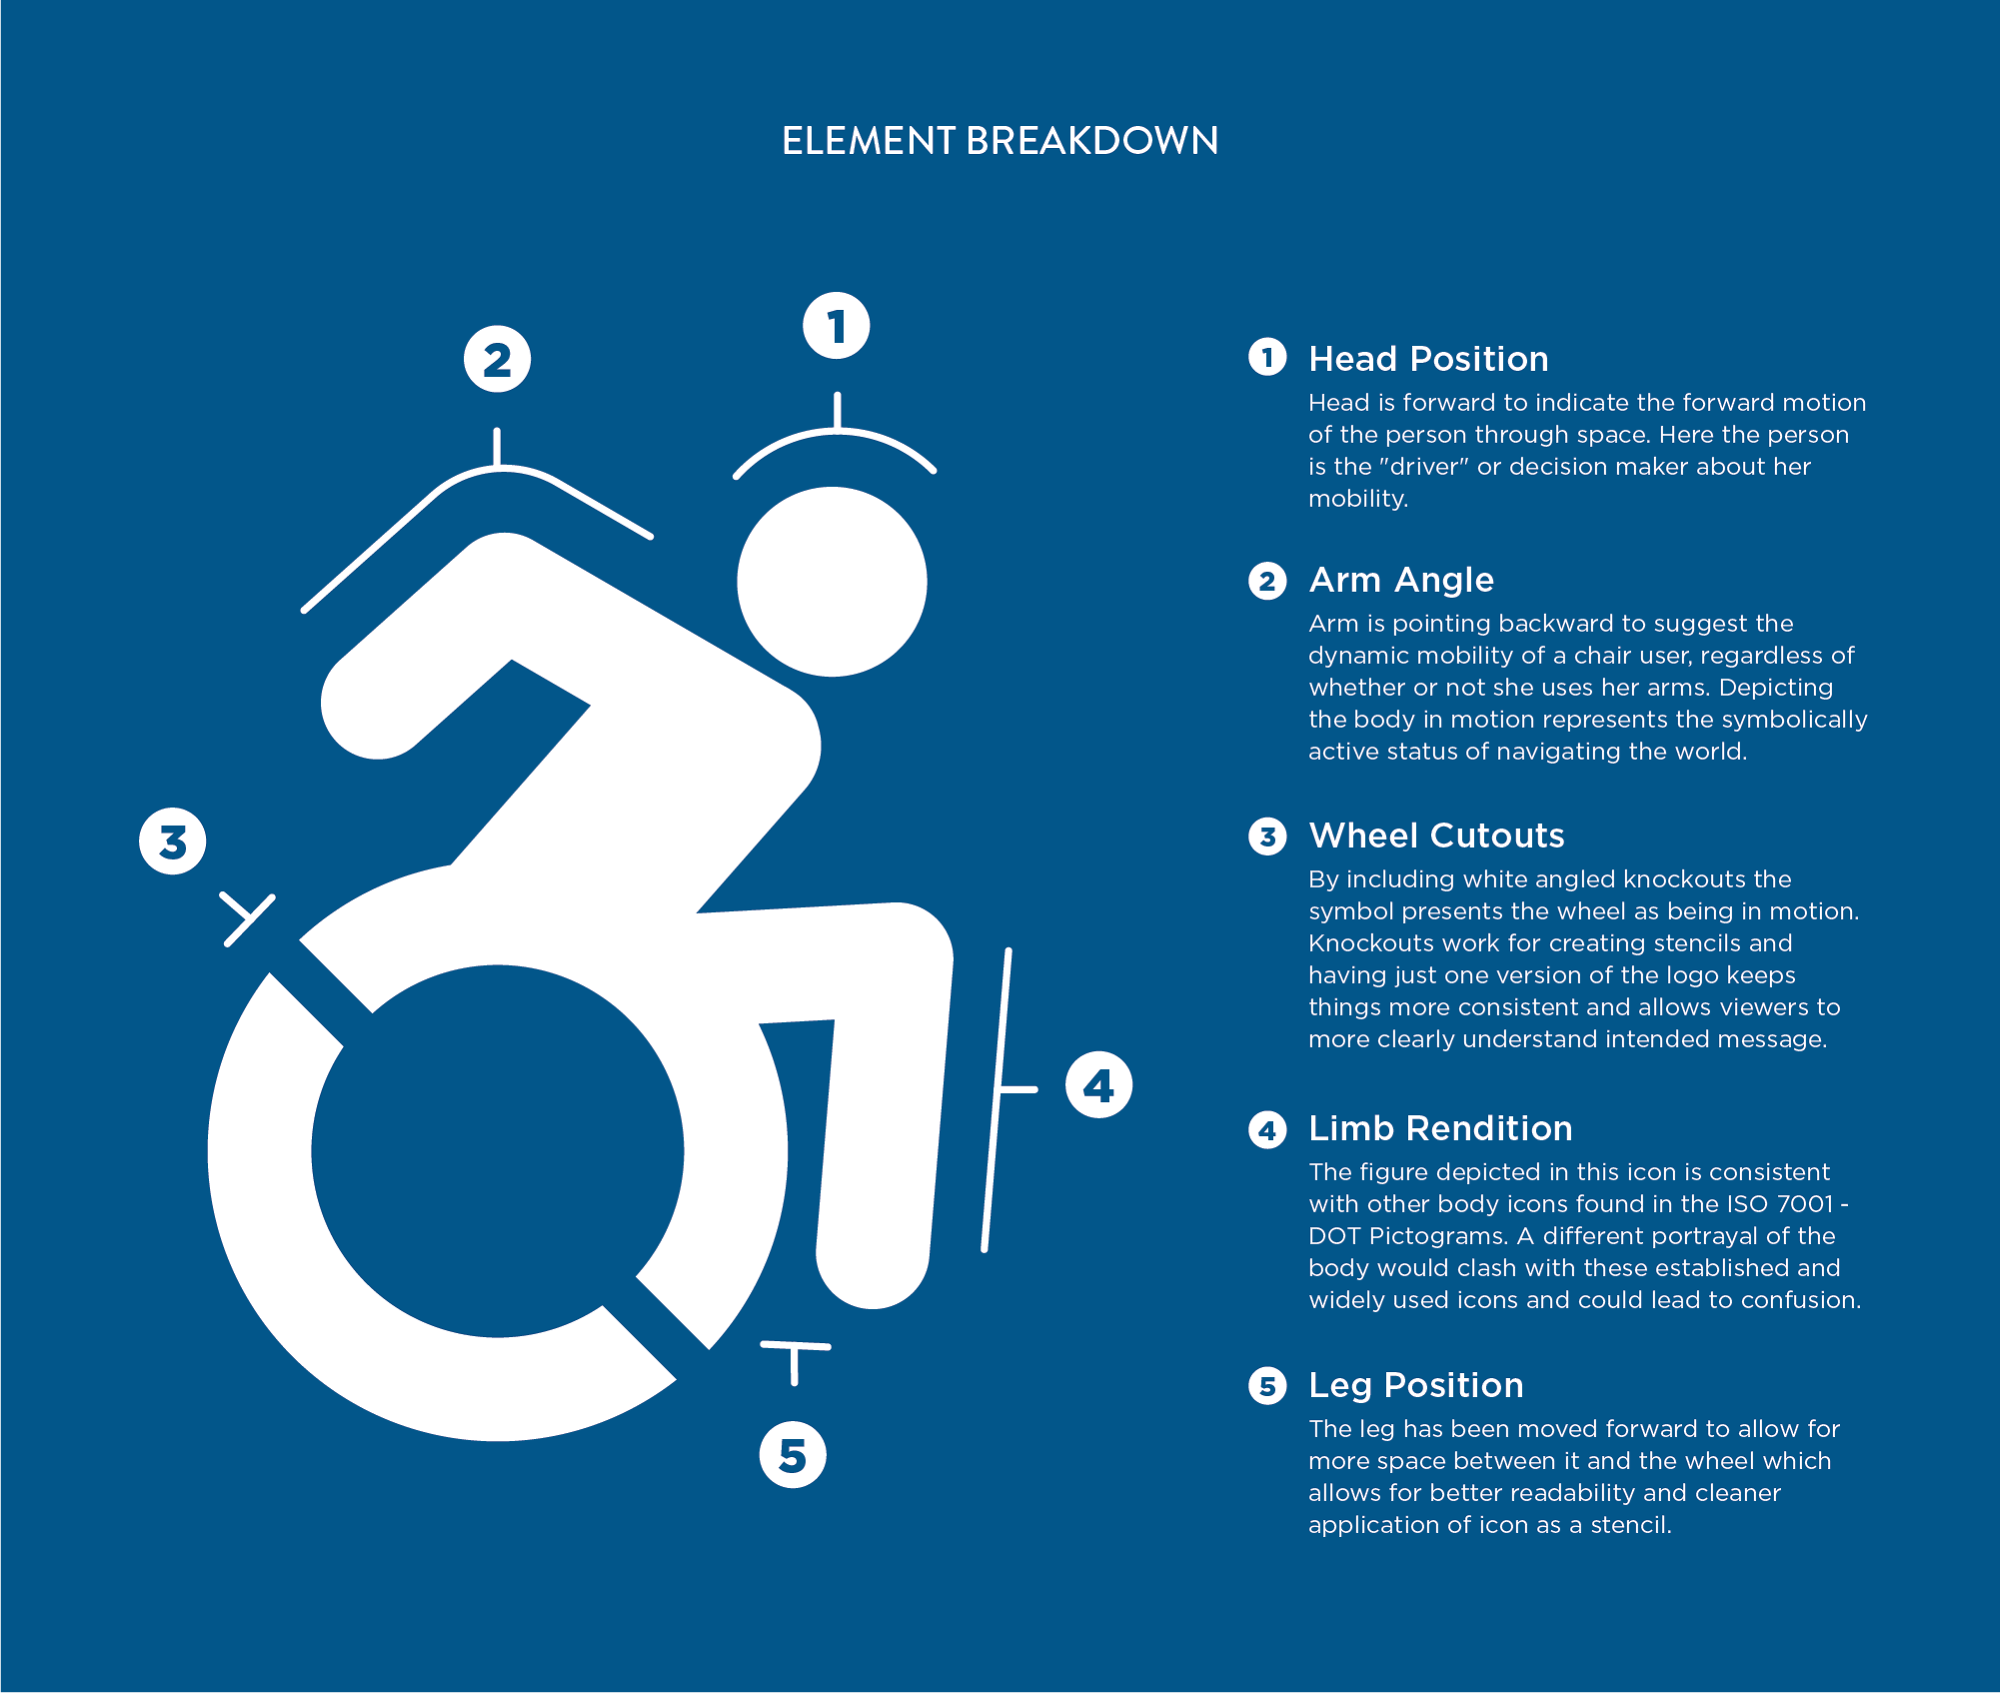 ELEMENT BREAKDOWN
1
2
3
4
5
1 Head Position
Head is forward to indicate the forward motion
of the person through space. Here the person
is the "driver" or decision maker about her
mobility.
2 Arm Angle
Arm is pointing backward to suggest the
dynamic mobility of a chair user, regardless of
whether or not she uses her arms. Depicting
the body in motion represents the symbolically
active status of navigating the world.
3 Wheel Cutouts
By including white angled knockouts the
symbol presents the wheel as being in motion.
Knockouts work for creating stencils and
having just one version of the logo keeps
things more consistent and allows viewers to
more clearly understand intended message.
4 Limb Rendition
The figure depicted in this icon is consistent
with other body icons found in the ISO 7001 -
DOT Pictograms. A different portrayal of the
body would clash with these established and
widely used icons and could lead to confusion.
5 Leg Position
The leg has been moved forward to allow for
more space between it and the wheel which
allows for better readability and cleaner
application of icon as a stencil.